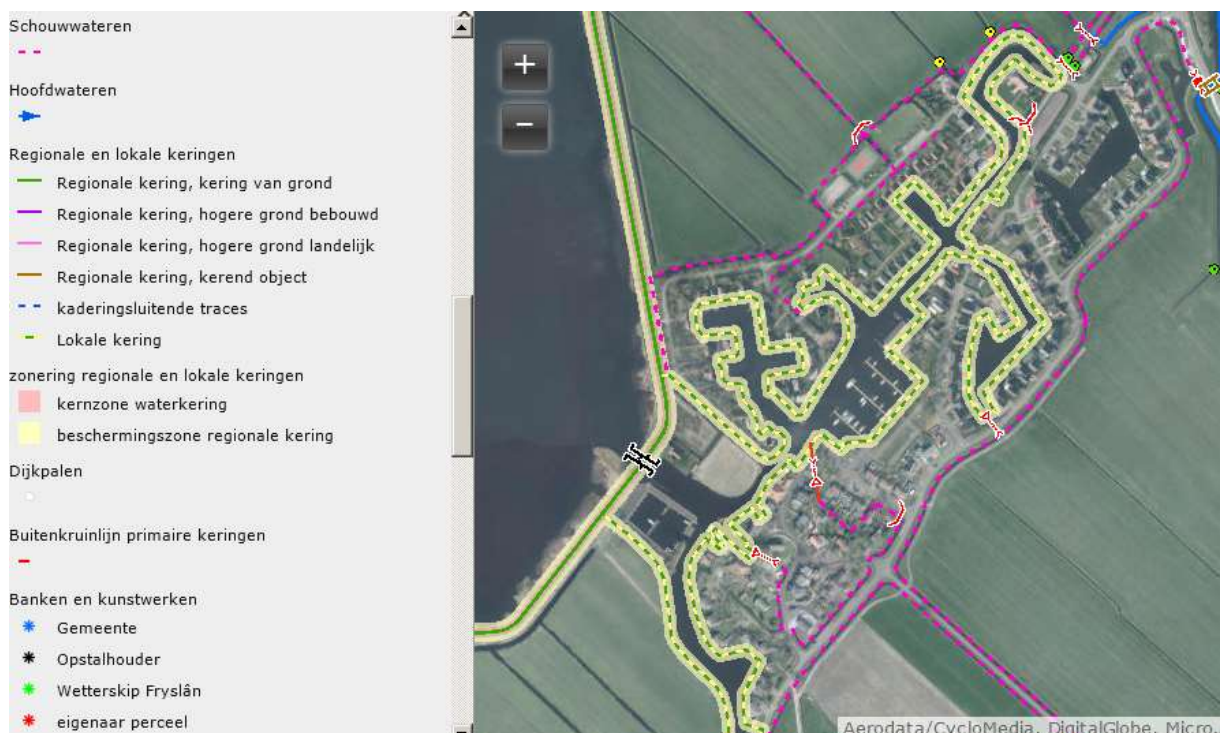 Schouwwateren
Hoofdwateren
Regionale en lokale keringen
Regionale kering, kering van grond
Regionale kering, hogere grond bebouwd
Regionale kering, hogere grond landelijk
Regionale kering, kerend object
kaderingsluitende traces
Lokale kering
zonering regionale en lokale keringen
kernzone waterkering
beschermingszone regionale kering
Dijkpalen
Buitenkruinlijn primaire keringen
Banken en kunstwerken
Gemeente
Opstalhouder
Wetterskip Fryslân
eigenaar perceel
+
−
Aerodata/CycloMedia, DigitalGlobe, Micro.